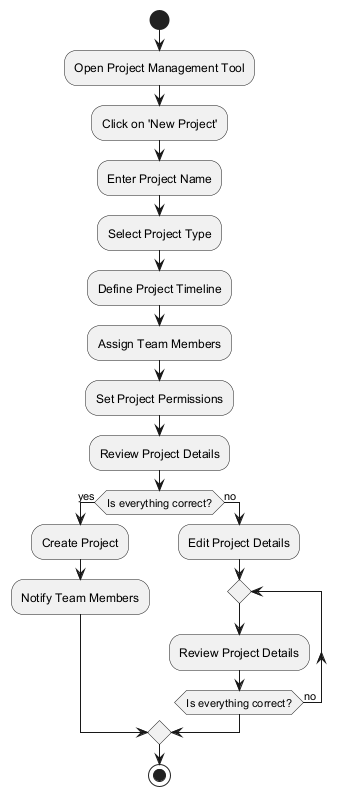 Open Project Management Tool
Click on 'New Project'
Enter Project Name
Select Project Type
Define Project Timeline
Assign Team Members
Set Project Permissions
Review Project Details
yes
Is everything correct?
no
Create Project
Edit Project Details
Notify Team Members
Review Project Details
Is everything correct?
no